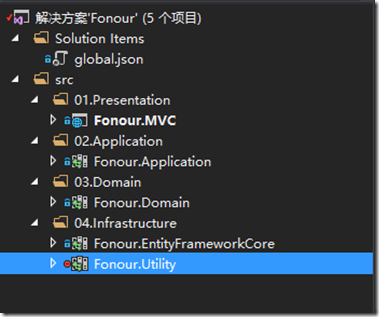 解决方案'Fonour' (5 个项目)
Solution Items
global.json
src
01.Presentation
Fonour.MVC
02.Application
Fonour.Application
03.Domain
Fonour.Domain
04.Infrastructure
Fonour.EntityFrameworkCore
Fonour.Utility